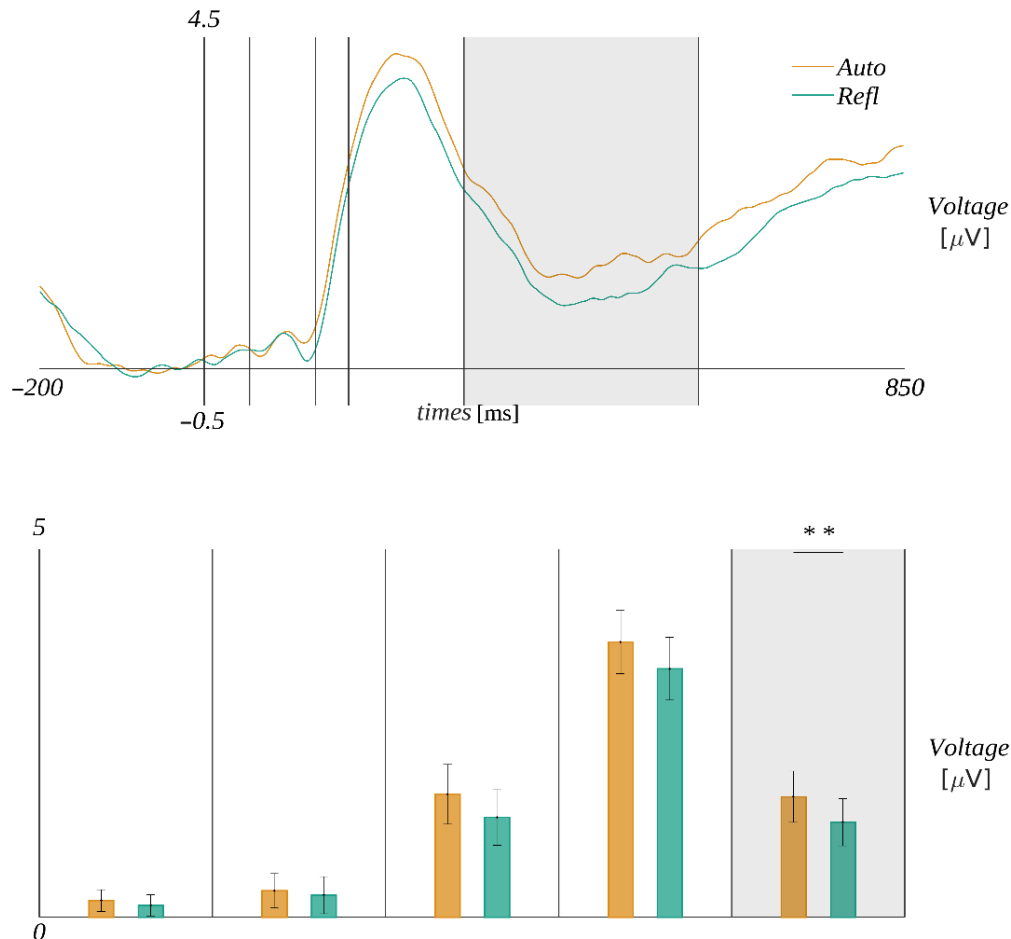 4.5
Auto
Refl
Voltage
[μV]
−200
850
−0.5
times [ms]
5
* *
Voltage
[μV]
0